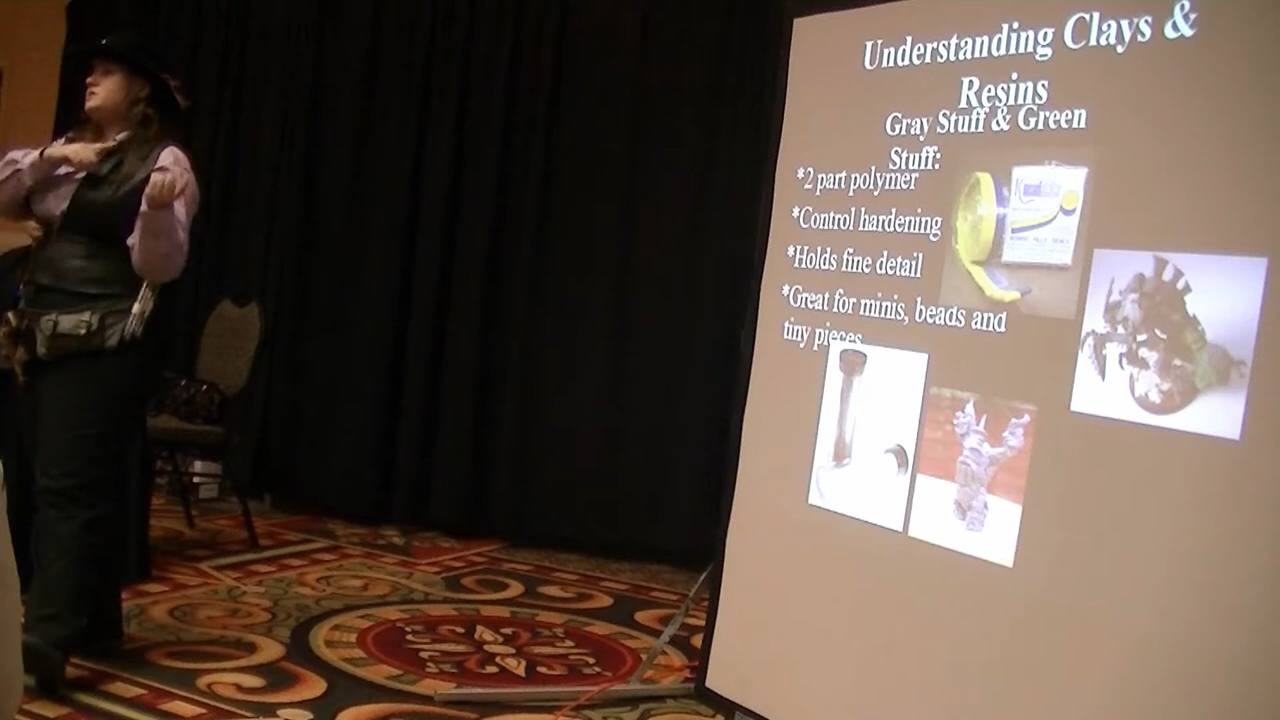 Understanding Clays &
Resins
Gray Stuff & Green
Stuff:
*2 part polymer
*Control hardening
*Holds fine detail
*Great for minis, beads and
tiny pieces